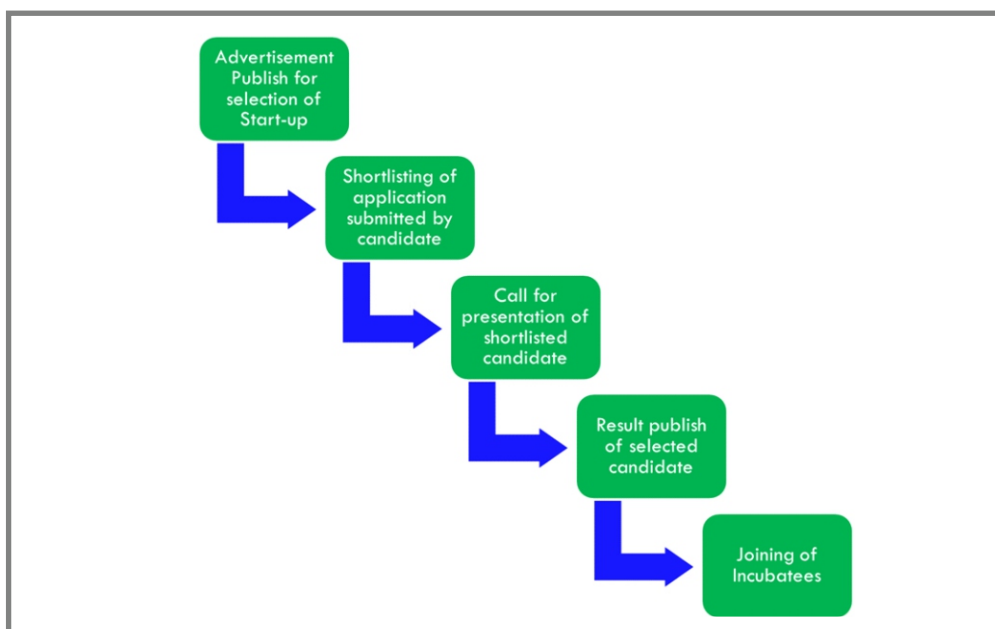 Advertisement
Publish for
selection of
Start-up
Shortlisting of
application
submitted by
candidate
Call for
presentation of
shortlisted
candidate
Result publish
of selected
candidate
Joining of
Incubatees